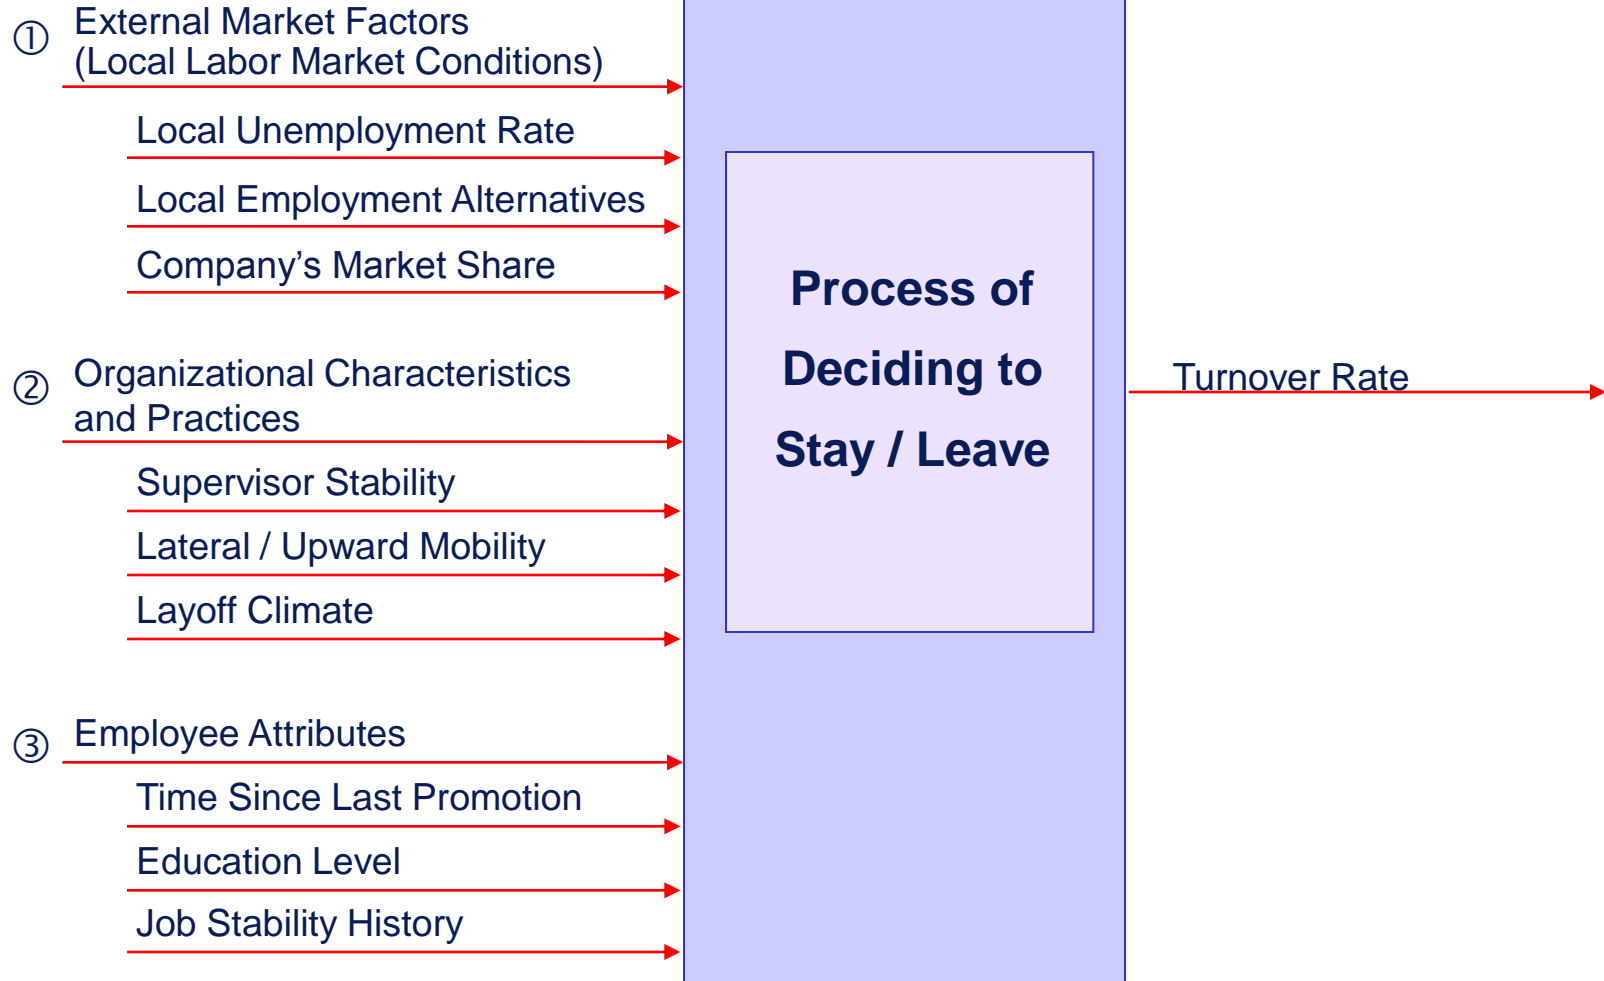 ① External Market Factors
(Local Labor Market Conditions)
Local Unemployment Rate
Local Employment Alternatives
Company’s Market Share
② Organizational Characteristics
and Practices
Supervisor Stability
Lateral / Upward Mobility
Layoff Climate
③ Employee Attributes
Time Since Last Promotion
Education Level
Job Stability History
Process of
Deciding to
Stay / Leave
Turnover Rate